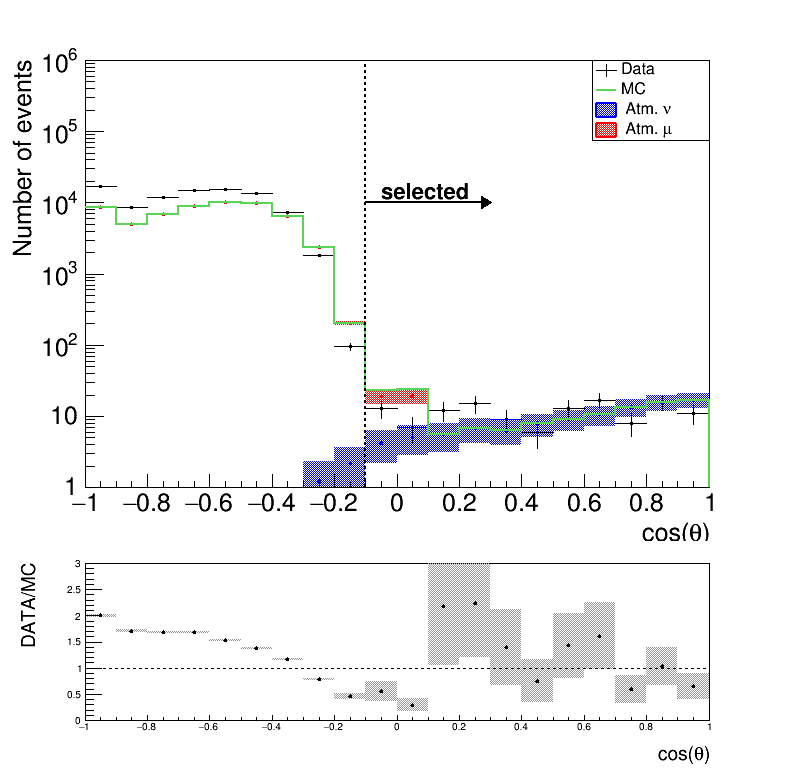 Number of events
10^6
10^5
10^4
10^3
10^2
10
1
Data
MC
Atm. ν
Atm. μ
selected
−1 −0.8 −0.6 −0.4 −0.2 0 0.2 0.4 0.6 0.8 1
cos(θ)
DATA/MC
3
2.5
2
1.5
1
0.5
0
−1 −0.8 −0.6 −0.4 −0.2 0 0.2 0.4 0.6 0.8 1
cos(θ)